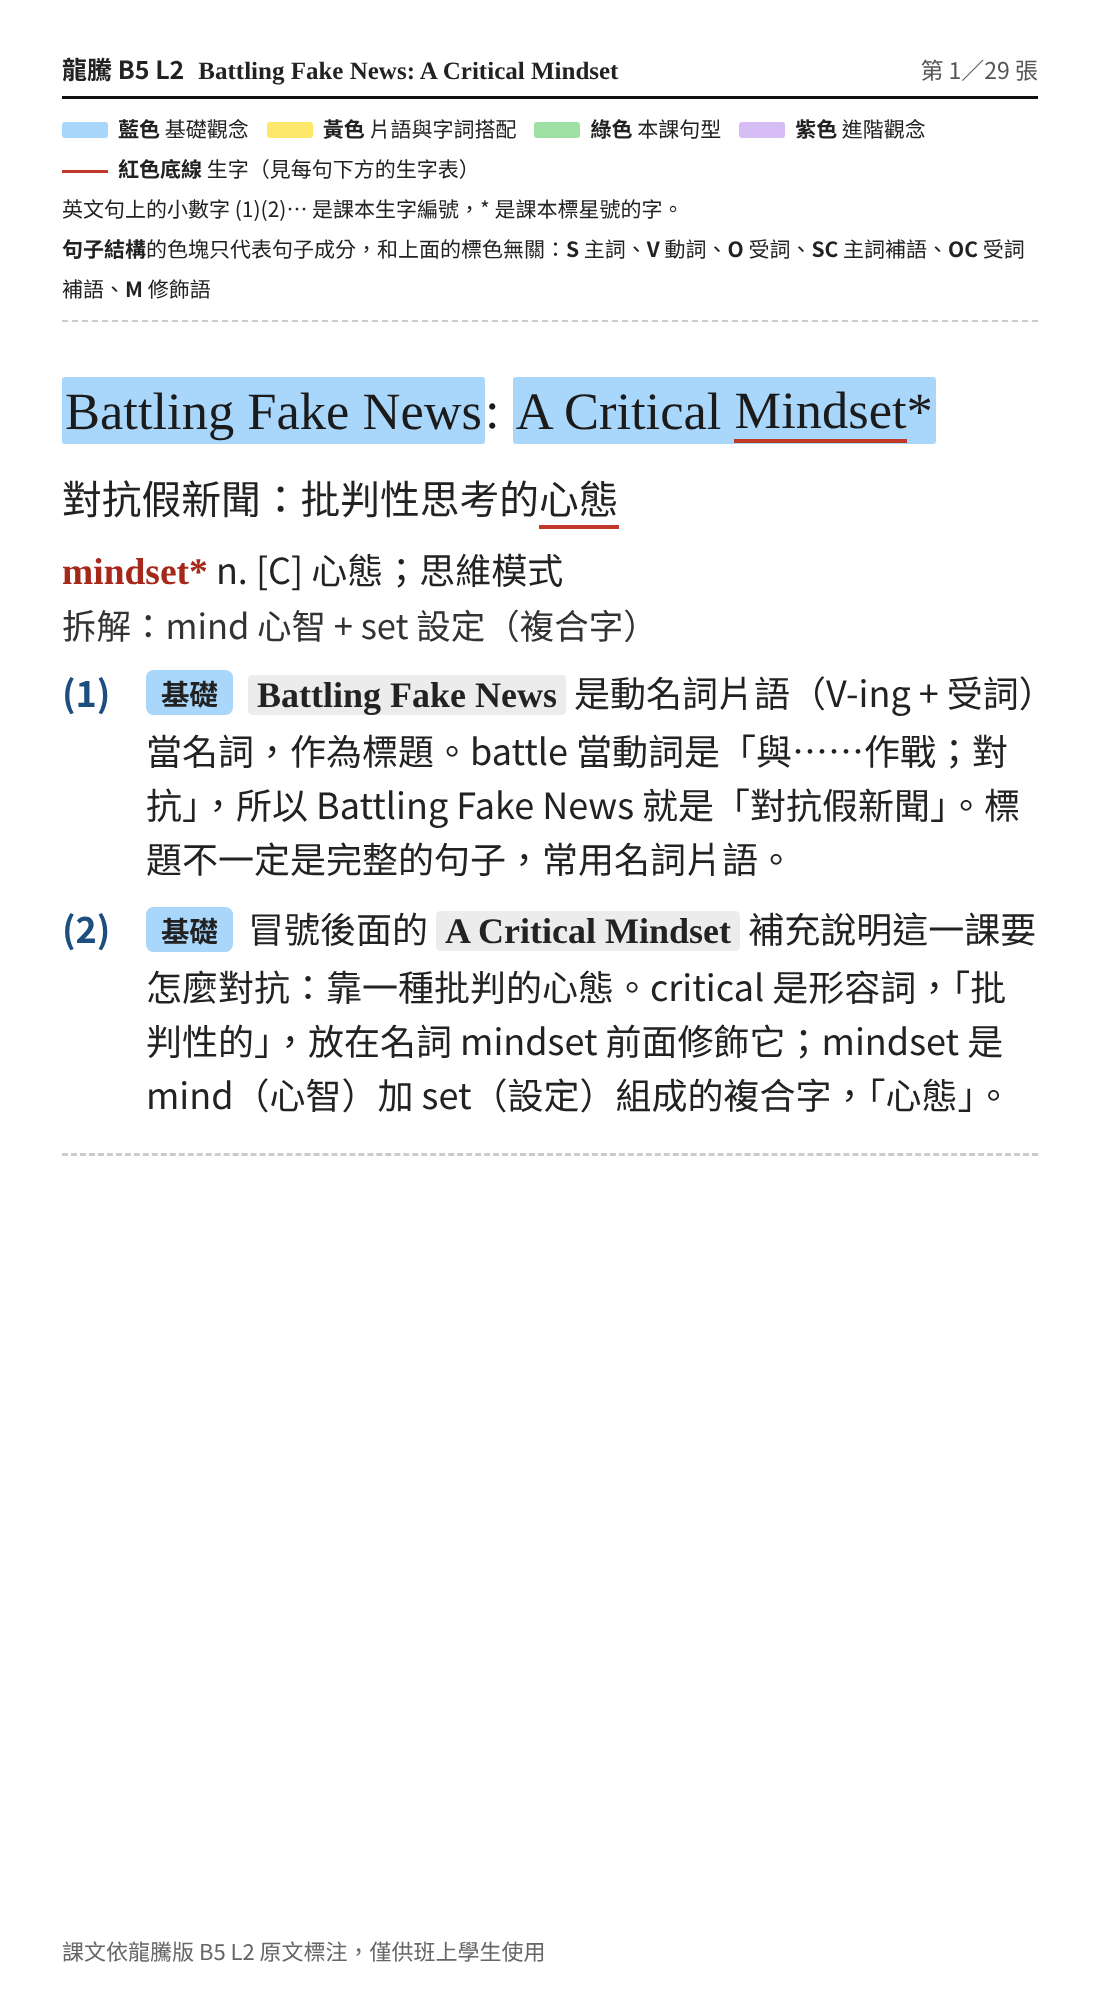 龍騰 B5 L2 Battling Fake News: A Critical Mindset
第 1／29 張
藍色 基礎觀念 黃色 片語與字詞搭配 綠色 本課句型 紫色 進階觀念
紅色底線 生字（見每句下方的生字表）
英文句上的小數字 (1)(2)⋯ 是課本生字編號，* 是課本標星號的字。
句子結構的色塊只代表句子成分，和上面的標色無關：S 主詞、V 動詞、O 受詞、SC 主詞補語、OC 受詞
補語、M 修飾語
Battling Fake News: A Critical Mindset*
對抗假新聞：批判性思考的心態
mindset* n. [C] 心態；思維模式
拆解：mind 心智 + set 設定（複合字）
(1) 基礎 Battling Fake News 是動名詞片語（V-ing + 受詞）
當名詞，作為標題。battle 當動詞是「與⋯⋯作戰；對
抗」，所以 Battling Fake News 就是「對抗假新聞」。標
題不一定是完整的句子，常用名詞片語。
(2) 基礎 冒號後面的 A Critical Mindset 補充說明這一課要
怎麼對抗：靠一種批判的心態。critical 是形容詞，「批
判性的」，放在名詞 mindset 前面修飾它；mindset 是
mind（心智）加 set（設定）組成的複合字，「心態」。
課文依龍騰版 B5 L2 原文標注，僅供班上學生使用